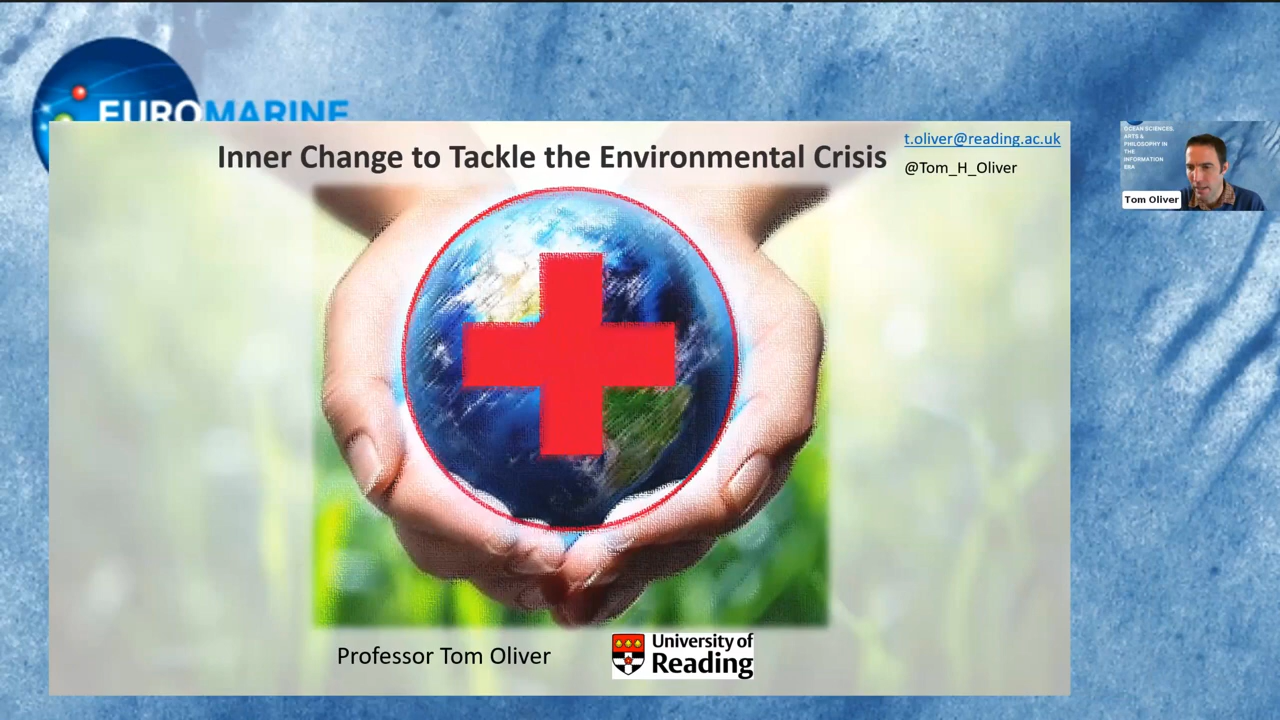 EUROMARINE
Inner Change to Tackle the Environmental Crisis
t.oliver@reading.ac.uk
@Tom_H_Oliver
OCEAN SCIENCES,
ARTS &
PHILOSOPHY IN
THE
INFORMATION
ERA
Tom Oliver
Professor Tom Oliver
University of
Reading